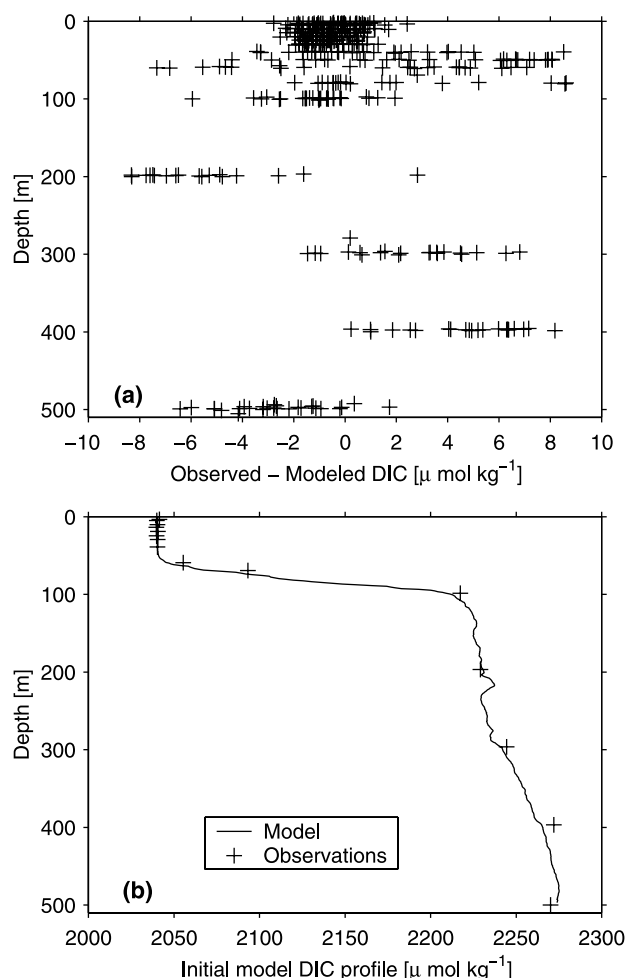 0
100
200
300
400
500
Depth [m]
(a)
−10 −8 −6 −4 −2 0 2 4 6 8 10
Observed − Modeled DIC [μ mol kg⁻¹]
0
100
200
300
400
500
Depth [m]
Model
Observations
(b)
2000 2050 2100 2150 2200 2250 2300
Initial model DIC profile [μ mol kg⁻¹]